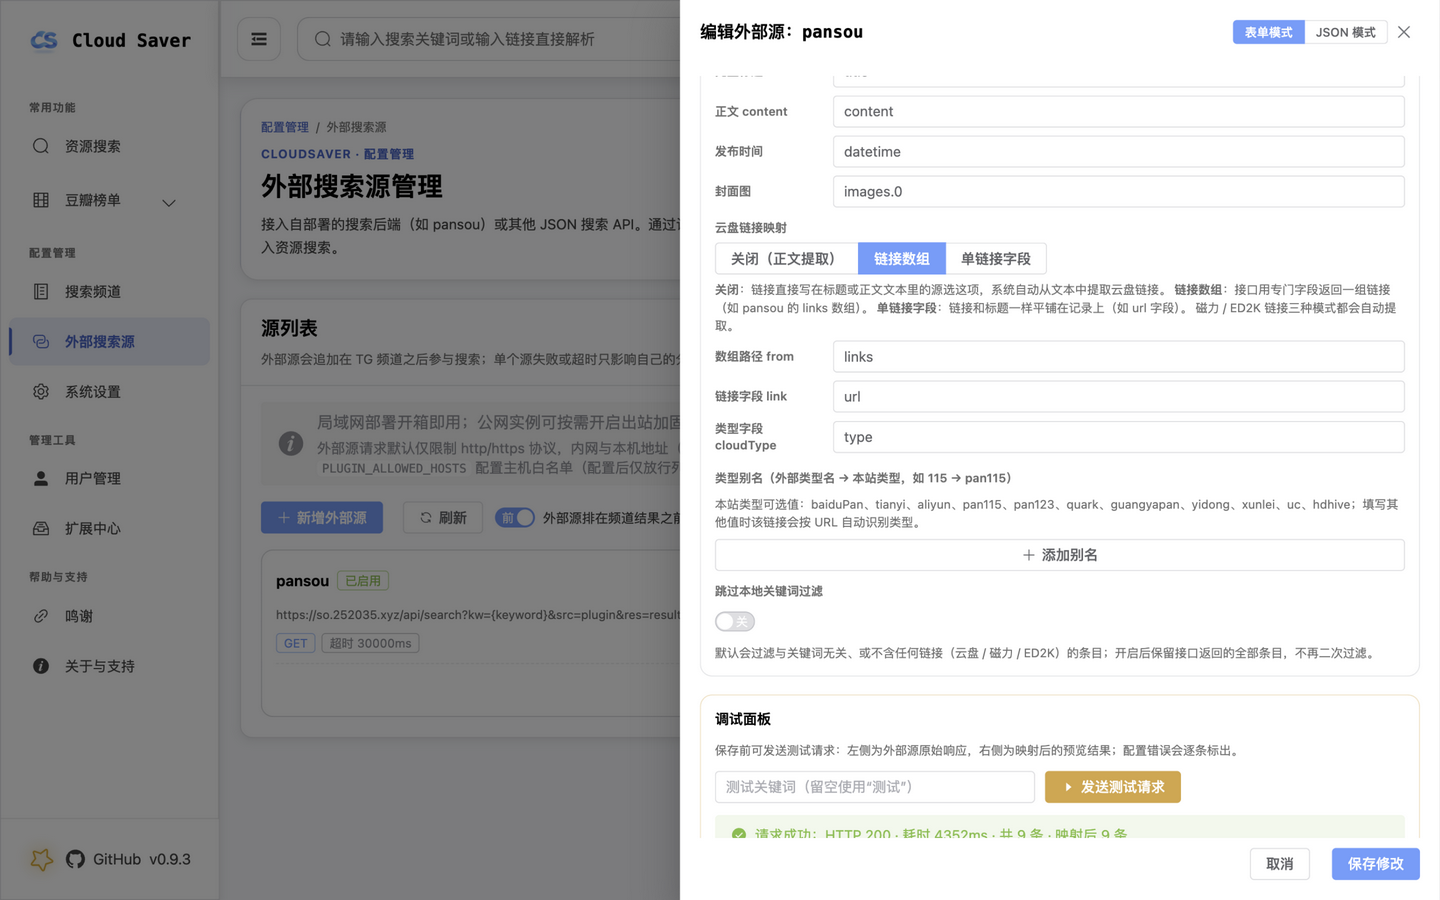 Cloud Saver
常用功能
资源搜索
豆瓣榜单
配置管理
搜索频道
外部搜索源
系统设置
管理工具
用户管理
扩展中心
帮助与支持
鸣谢
关于与支持
GitHub v0.9.3
请输入搜索关键词或输入链接直接解析
配置管理 / 外部搜索源
CLOUDSAVER · 配置管理
外部搜索源管理
接入自部署的搜索后端（如 pansou）或其他 JSON 搜索 API。通过
入资源搜索。
源列表
外部源会追加在 TG 频道之后参与搜索；单个源失败或超时只影响自己的
局域网部署开箱即用；公网实例可按需开启出站加固
外部源请求默认仅限制 http/https 协议，内网与本机地址（
PLUGIN_ALLOWED_HOSTS 配置主机白名单（配置后仅放行列
新增外部源
刷新
前
外部源排在频道结果之前
pansou 已启用
https://so.252035.xyz/api/search?kw={keyword}&src=plugin&res=result
GET 超时 30000ms
编辑外部源：pansou
表单模式 JSON 模式
正文 content
content
发布时间
datetime
封面图
images.0
云盘链接映射
关闭（正文提取） 链接数组 单链接字段
关闭：链接直接写在标题或正文文本里的源选这项，系统自动从文本中提取云盘链接。 链接数组：接口用专门字段返回一组链接
（如 pansou 的 links 数组）。 单链接字段：链接和标题一样平铺在记录上（如 url 字段）。 磁力 / ED2K 链接三种模式都会自动提
取。
数组路径 from
links
链接字段 link
url
类型字段
cloudType
type
类型别名（外部类型名 → 本站类型，如 115 → pan115）
本站类型可选值：baiduPan、tianyi、aliyun、pan115、pan123、quark、guangyapan、yidong、xunlei、uc、hdhive；填写其
他值时该链接会按 URL 自动识别类型。
添加别名
跳过本地关键词过滤
关
默认会过滤与关键词无关、或不含任何链接（云盘 / 磁力 / ED2K）的条目；开启后保留接口返回的全部条目，不再二次过滤。
调试面板
保存前可发送测试请求：左侧为外部源原始响应，右侧为映射后的预览结果；配置错误会逐条标出。
测试关键词（留空使用“测试”）
发送测试请求
请求成功：HTTP 200 · 耗时 4352ms · 共 9 条 · 映射后 9 条
取消
保存修改